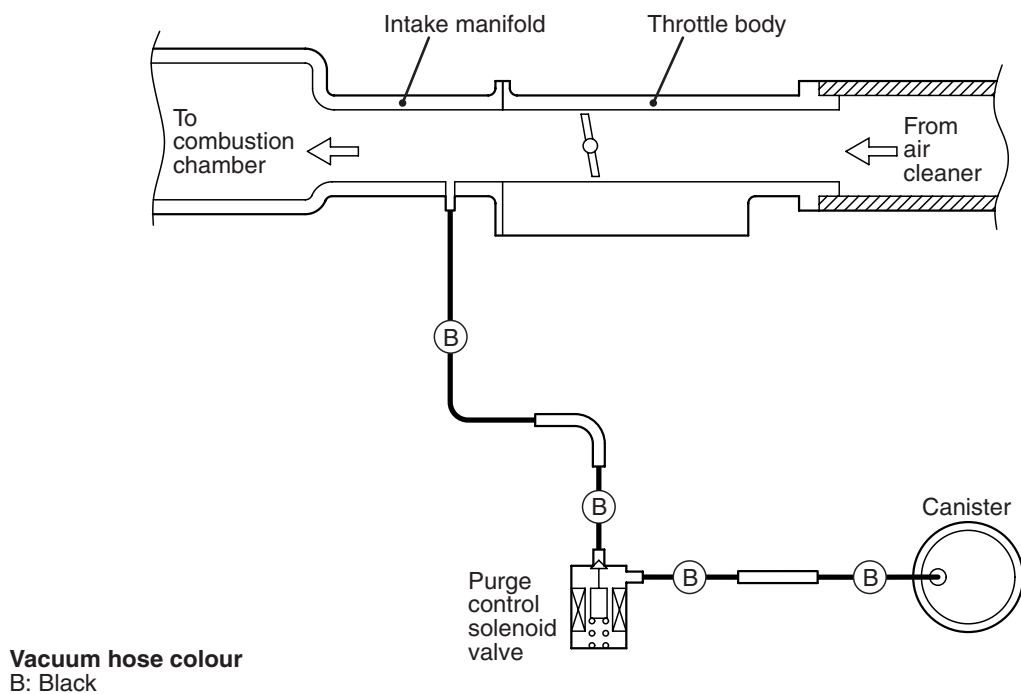 Intake manifold
Throttle body
To
combustion
chamber
From
air
cleaner
B
B
Canister
B
B
Purge
control
solenoid
valve
Vacuum hose colour
B: Black